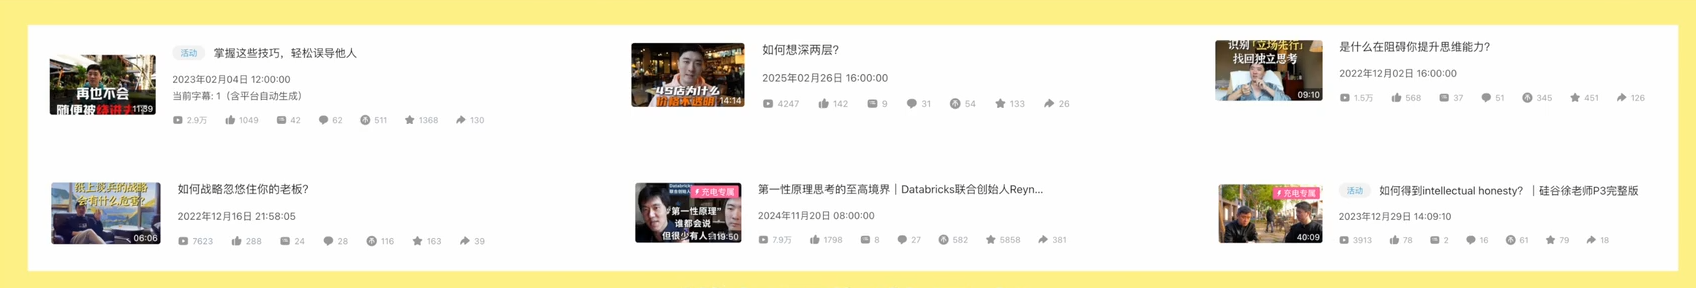 再也不会
随便被绕进去
11:39
活动 掌握这些技巧，轻松误导他人
2023年02月04日 12:00:00
当前字幕: 1（含平台自动生成）
2.9万 1049 42 62 511 1368 130
4S店为什么
价格不透明
14:14
如何想深两层?
2025年02月26日 16:00:00
4247 142 9 31 54 133 26
识别「立场先行」
找回独立思考
09:10
是什么在阻碍你提升思维能力?
2022年12月02日 16:00:00
1.5万 568 37 51 345 451 126
纸上谈兵的战略
会有什么危害?
06:06
如何战略忽悠住你的老板?
2022年12月16日 21:58:05
7623 288 24 28 116 163 39
Databricks
联合创始人
充电专属
"第一性原理"
谁都会说
但很少有人
1:19:50
第一性原理思考的至高境界｜Databricks联合创始人Reyn...
2024年11月20日 08:00:00
7.9万 1798 8 27 582 5858 381
充电专属
40:09
活动 如何得到intellectual honesty? ｜硅谷徐老师P3完整版
2023年12月29日 14:09:10
3913 78 2 16 61 79 18